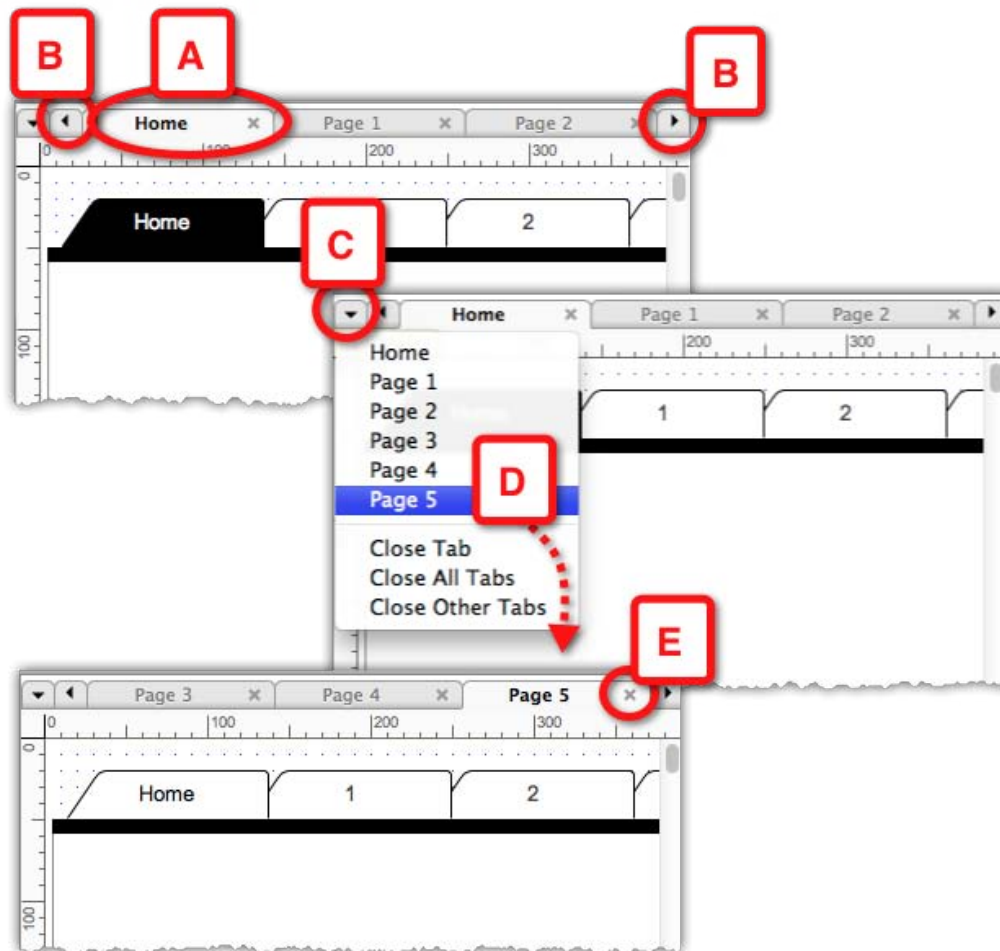 B
A
B
Home × Page 1 × Page 2 ×
0 100 200 300
0
Home 2
C
Home × Page 1 × Page 2 ×
200 300
100
Home
Page 1
Page 2
Page 3
Page 4
Page 5
1 2
D
Close Tab
Close All Tabs
Close Other Tabs
E
Page 3 × Page 4 × Page 5 ×
0 100 200 300
0
Home 1 2
100